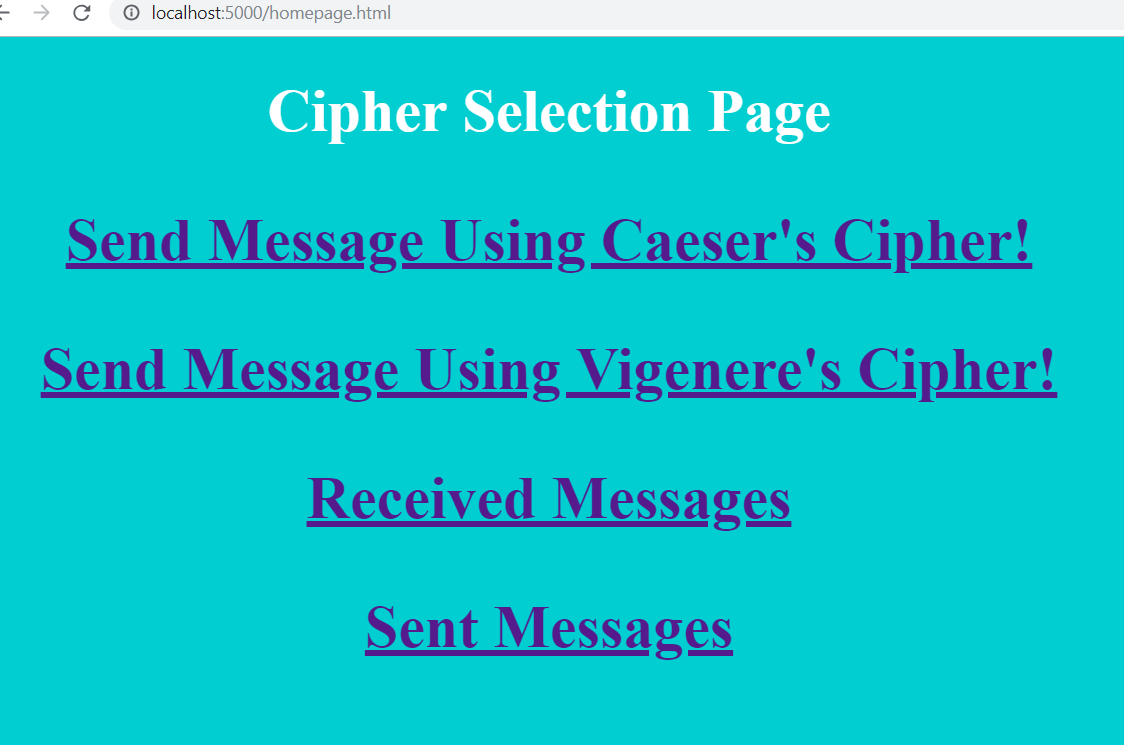 localhost:5000/homepage.html
Cipher Selection Page
Send Message Using Caeser's Cipher!
Send Message Using Vigenere's Cipher!
Received Messages
Sent Messages